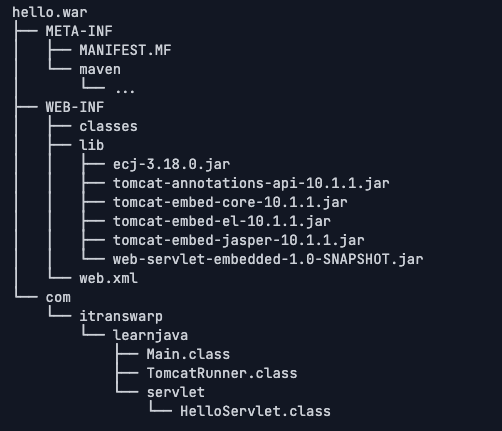 hello.war
├── META-INF
│   ├── MANIFEST.MF
│   └── maven
│       └── ...
├── WEB-INF
│   ├── classes
│   ├── lib
│   │   ├── ecj-3.18.0.jar
│   │   ├── tomcat-annotations-api-10.1.1.jar
│   │   ├── tomcat-embed-core-10.1.1.jar
│   │   ├── tomcat-embed-el-10.1.1.jar
│   │   ├── tomcat-embed-jasper-10.1.1.jar
│   │   └── web-servlet-embedded-1.0-SNAPSHOT.jar
│   └── web.xml
└── com
    └── itranswarp
        └── learnjava
            ├── Main.class
            ├── TomcatRunner.class
            └── servlet
                └── HelloServlet.class